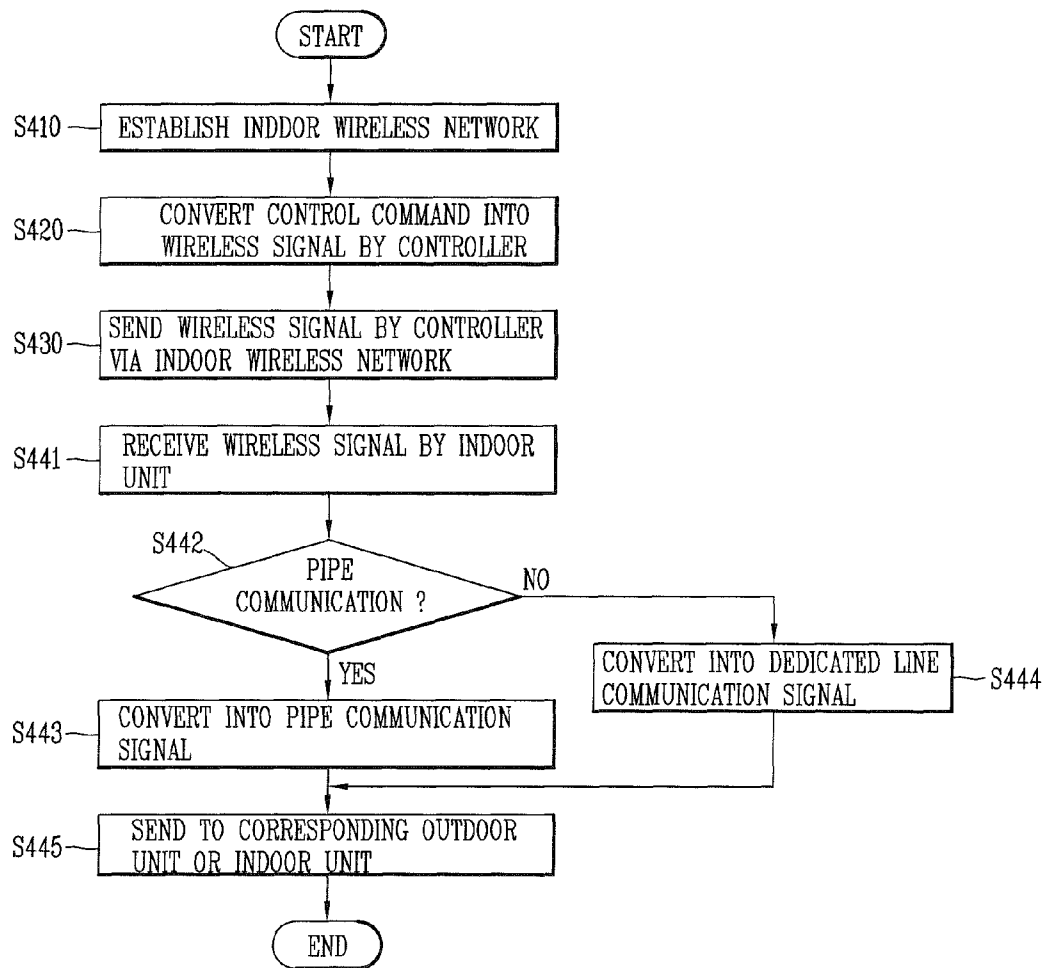 START
S410
ESTABLISH INDDOR WIRELESS NETWORK
S420
CONVERT CONTROL COMMAND INTO
WIRELESS SIGNAL BY CONTROLLER
S430
SEND WIRELESS SIGNAL BY CONTROLLER
VIA INDOOR WIRELESS NETWORK
S441
RECEIVE WIRELESS SIGNAL BY INDOOR
UNIT
S442
PIPE
COMMUNICATION ?
NO
YES
CONVERT INTO DEDICATED LINE
COMMUNICATION SIGNAL
S444
S443
CONVERT INTO PIPE COMMUNICATION
SIGNAL
S445
SEND TO CORRESPONDING OUTDOOR
UNIT OR INDOOR UNIT
END